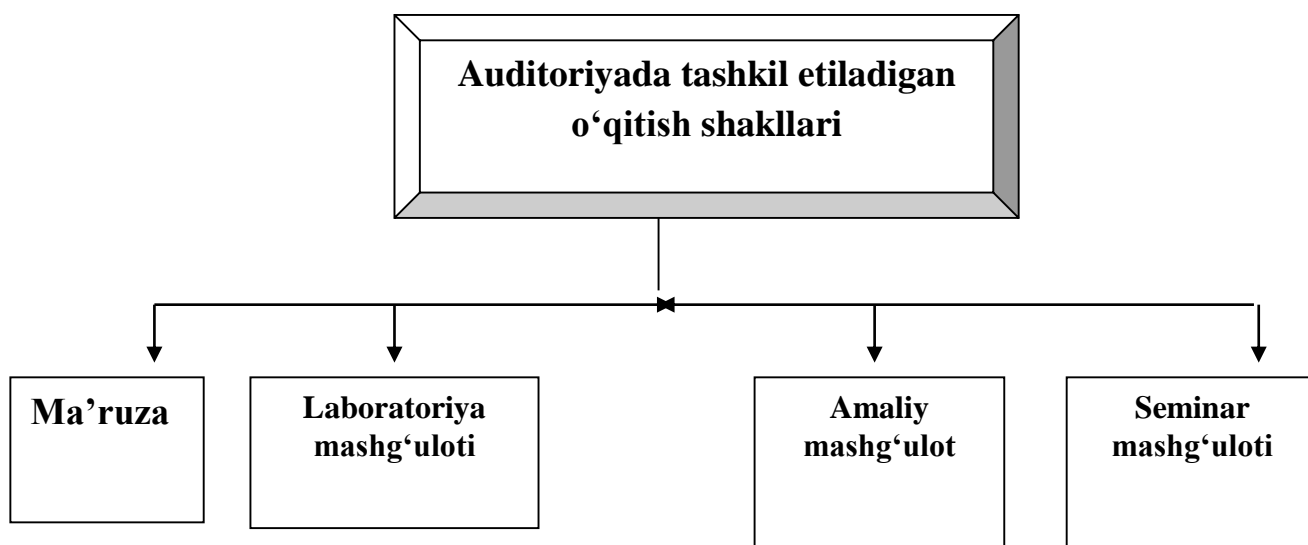 Auditoriyada tashkil etiladigan
o‘qitish shakllari
Ma’ruza
Laboratoriya
mashg‘uloti
Amaliy
mashg‘ulot
Seminar
mashg‘uloti